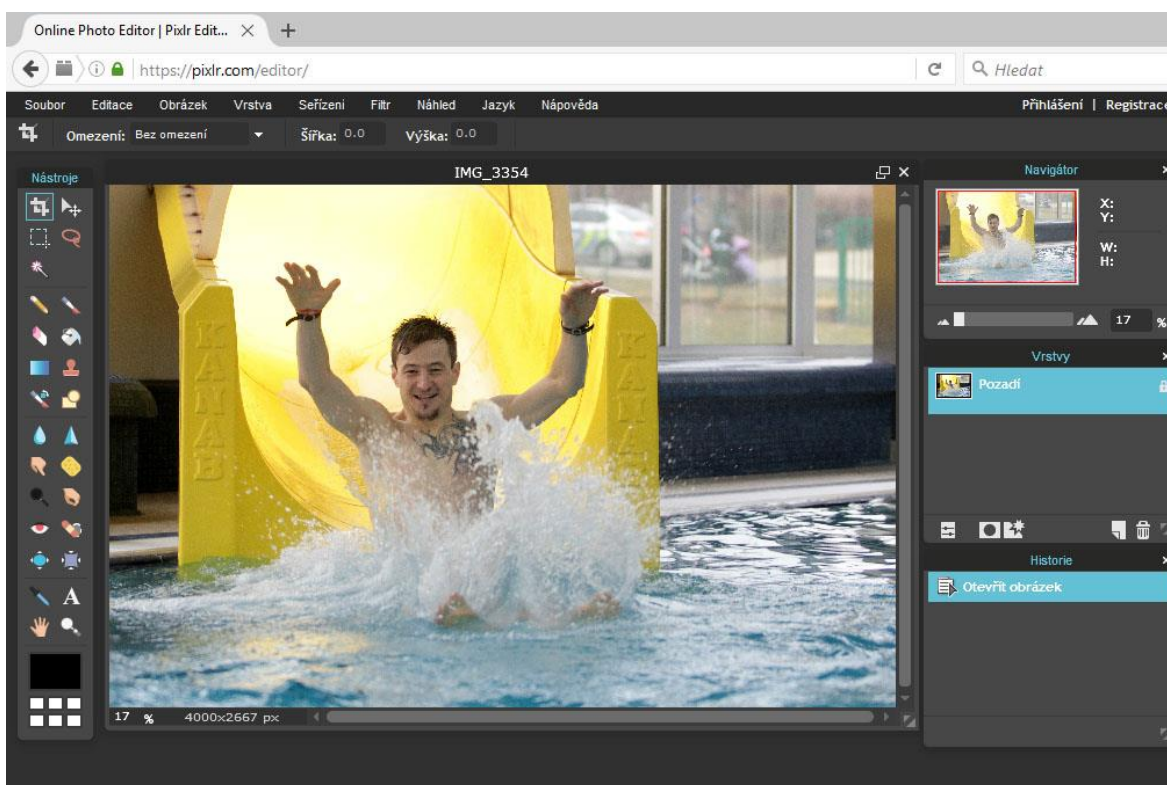 Online Photo Editor | Pixlr Edit...
https://pixlr.com/editor/
Hledat
Soubor Editace Obrázek Vrstva Seřízení Filtr Náhled Jazyk Nápověda Přihlášení | Registrace
Omezení: Bez omezení Šířka: 0.0 Výška: 0.0
Nástroje
IMG_3354
Navigátor
X:
Y:
W:
H:
17 %
Vrstvy
Pozadí
Historie
Otevřít obrázek
A
KANAB
KANAB
17 % 4000x2667 px